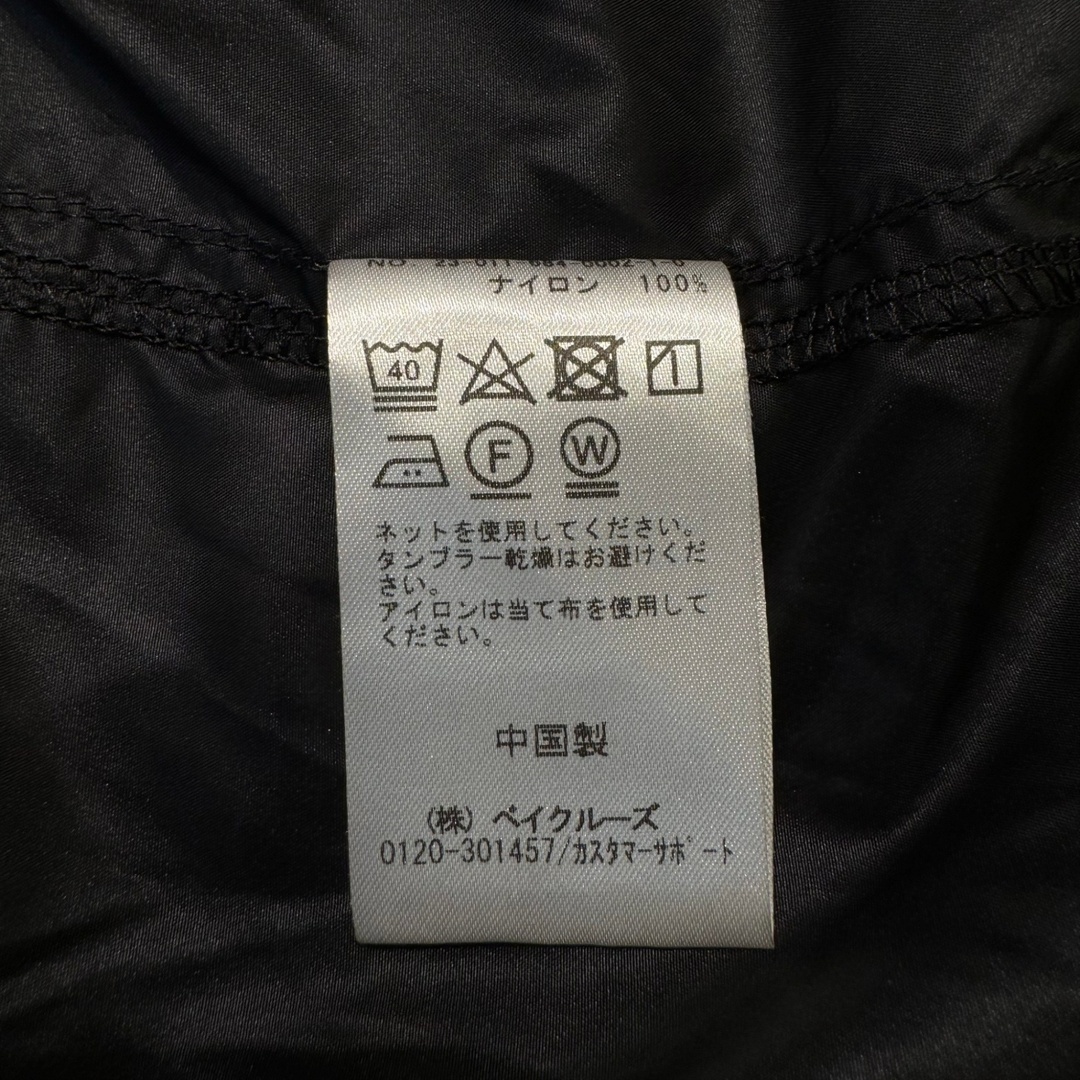 ナイロン 100%
40
F
W
ネットを使用してください。
タンブラー乾燥はお避けくだ
さい。
アイロンは当て布を使用して
ください。
中国製
(株) ベイクルーズ
0120-301457/ｶｽﾀﾏｰｻﾎﾟｰﾄ